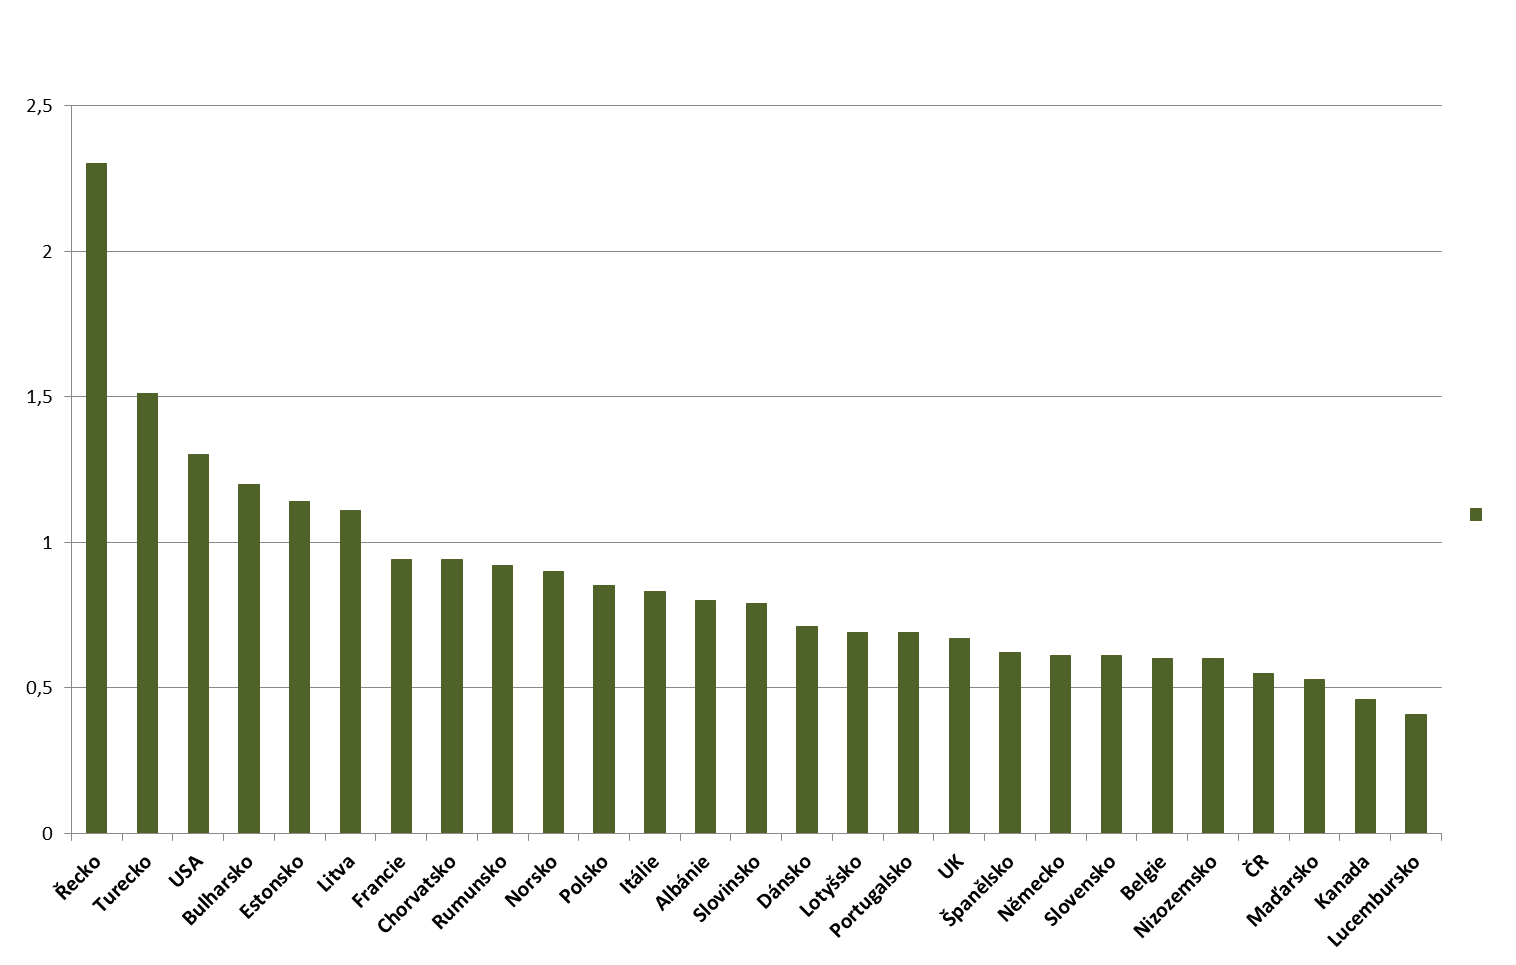 2,5
2
1,5
1
0,5
0
Řecko
Turecko
USA
Bulharsko
Estonsko
Litva
Francie
Chorvatsko
Rumunsko
Norsko
Polsko
Itálie
Albánie
Slovinsko
Dánsko
Lotyšsko
Portugalsko
UK
Španělsko
Německo
Slovensko
Belgie
Nizozemsko
ČR
Maďarsko
Kanada
Lucembursko